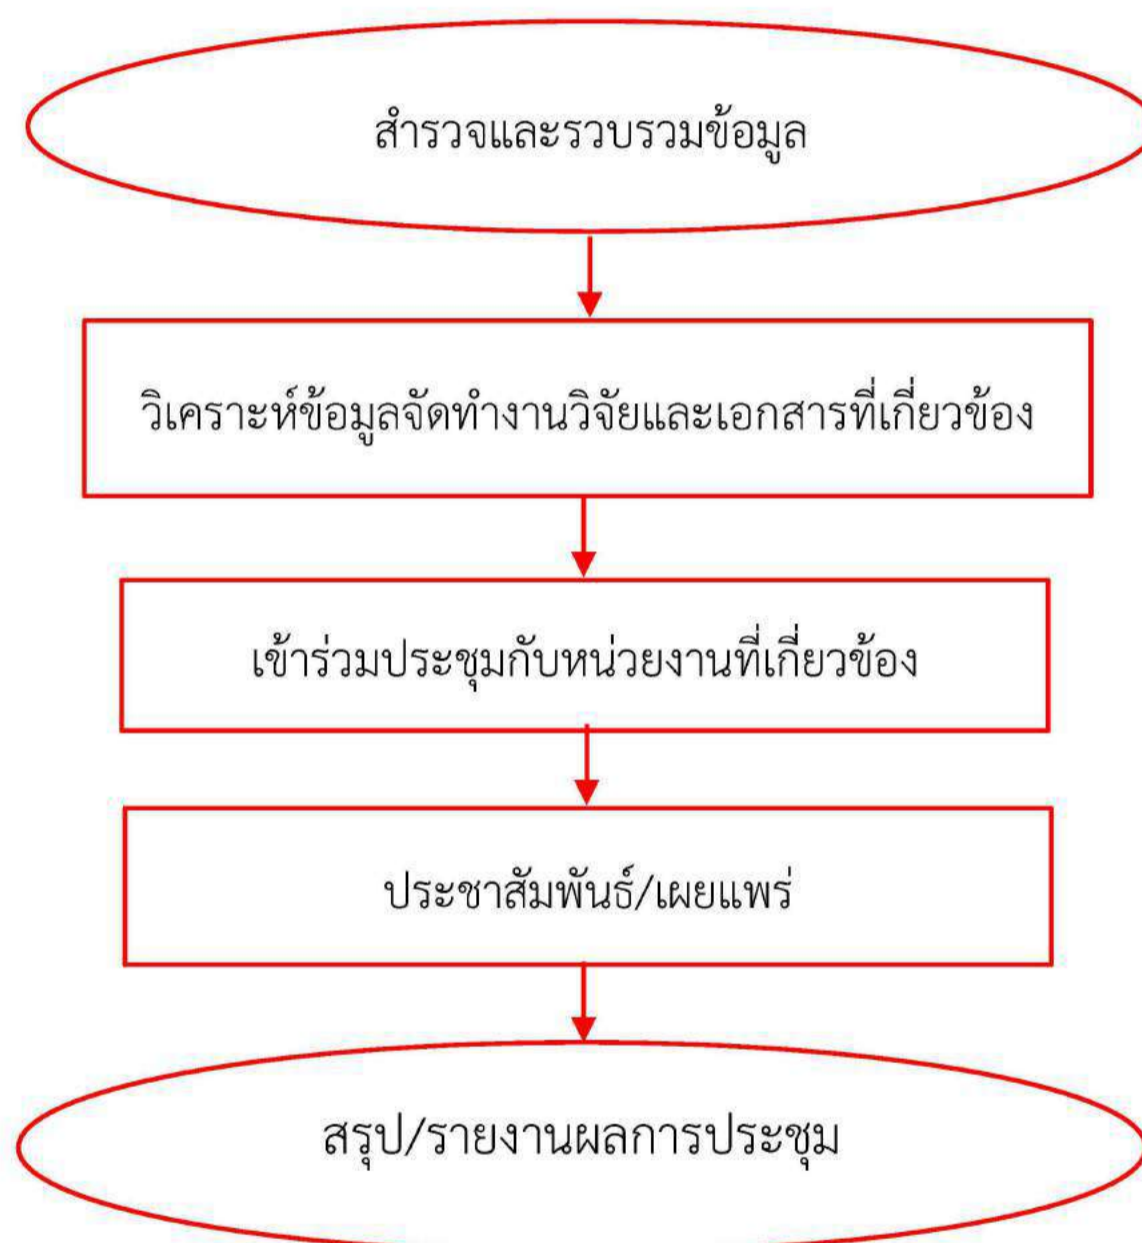 สำรวจและรวบรวมข้อมูล
วิเคราะห์ข้อมูลจัดทำงานวิจัยและเอกสารที่เกี่ยวข้อง
เข้าร่วมประชุมกับหน่วยงานที่เกี่ยวข้อง
ประชาสัมพันธ์/เผยแพร่
สรุป/รายงานผลการประชุม